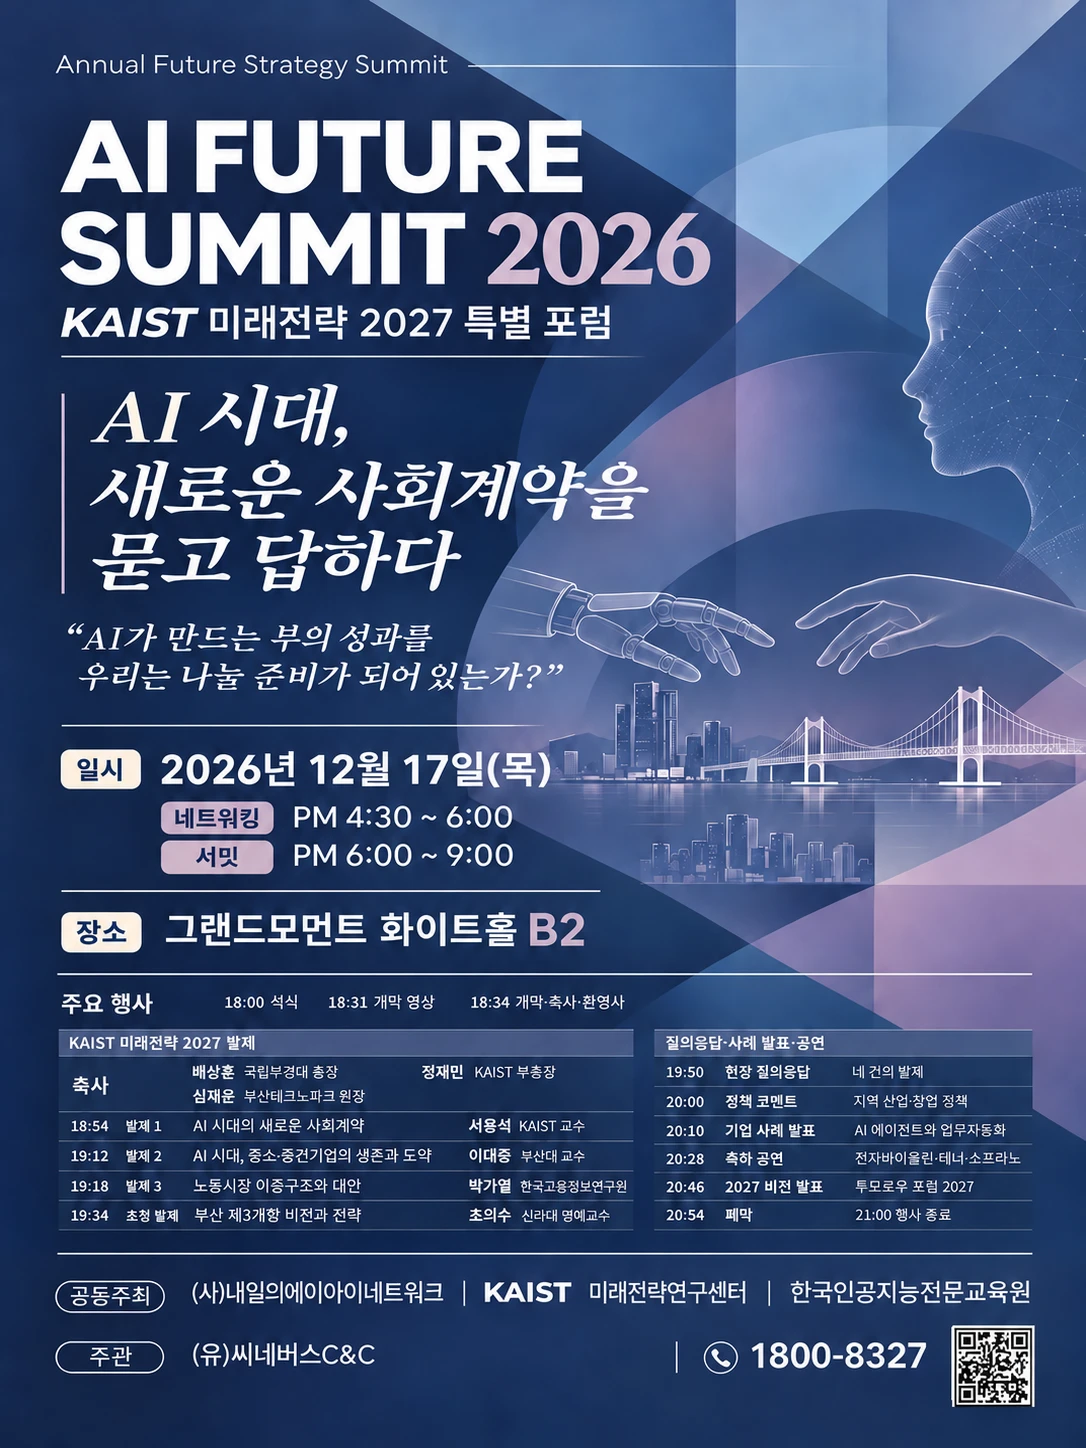 Annual Future Strategy Summit
AI FUTURE
SUMMIT 2026
KAIST 미래전략 2027 특별 포럼
AI 시대,
새로운 사회계약을
묻고 답하다
“AI가 만드는 부의 성과를
우리는 나눌 준비가 되어 있는가?”
일시 2026년 12월 17일(목)
네트워킹 PM 4:30 ~ 6:00
서밋 PM 6:00 ~ 9:00
장소 그랜드모먼트 화이트홀 B2
주요 행사 18:00 석식 18:31 개막 영상 18:34 개막·축사·환영사
KAIST 미래전략 2027 발제
축사
배상훈 국립부경대 총장 정재민 KAIST 부총장
심재운 부산테크노파크 원장
18:54 발제 1 AI 시대의 새로운 사회계약 서용석 KAIST 교수
19:12 발제 2 AI 시대, 중소·중견기업의 생존과 도약 이대중 부산대 교수
19:18 발제 3 노동시장 이중구조와 대안 박가열 한국고용정보연구원
19:34 초청 발제 부산 제3개항 비전과 전략 초의수 신라대 명예교수
질의응답·사례 발표·공연
19:50 현장 질의응답 네 건의 발제
20:00 정책 코멘트 지역 산업·창업 정책
20:10 기업 사례 발표 AI 에이전트와 업무자동화
20:28 축하 공연 전자바이올린·테너·소프라노
20:46 2027 비전 발표 투모로우 포럼 2027
20:54 폐막 21:00 행사 종료
공동주최 (사)내일의에이아이네트워크 | KAIST 미래전략연구센터 | 한국인공지능전문교육원
주관 (유)씨네버스C&C | 1800-8327